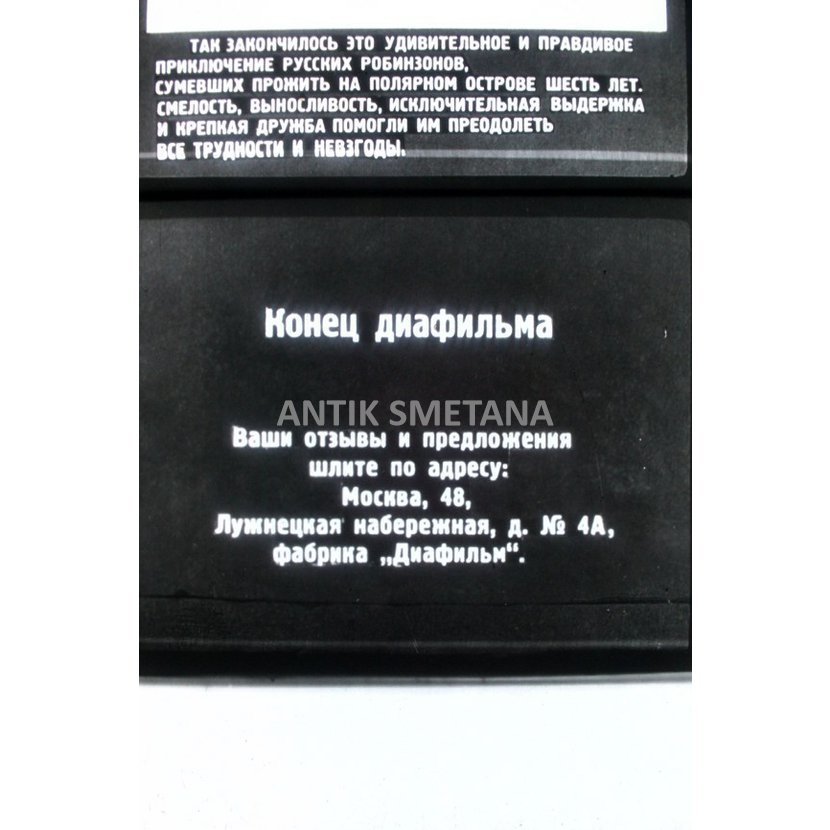 ТАК ЗАКОНЧИЛОСЬ ЭТО УДИВИТЕЛЬНОЕ И ПРАВДИВОЕ
ПРИКЛЮЧЕНИЕ РУССКИХ РОБИНЗОНОВ,
СУМЕВШИХ ПРОЖИТЬ НА ПОЛЯРНОМ ОСТРОВЕ ШЕСТЬ ЛЕТ.
СМЕЛОСТЬ, ВЫНОСЛИВОСТЬ, ИСКЛЮЧИТЕЛЬНАЯ ВЫДЕРЖКА
И КРЕПКАЯ ДРУЖБА ПОМОГЛИ ИМ ПРЕОДОЛЕТЬ
ВСЕ ТРУДНОСТИ И НЕВЗГОДЫ.
Конец диафильма
ANTIK SMETANA
Ваши отзывы и предложения
шлите по адресу:
Москва, 48,
Лужнецкая набережная, д. № 4А,
фабрика „Диафильм“.